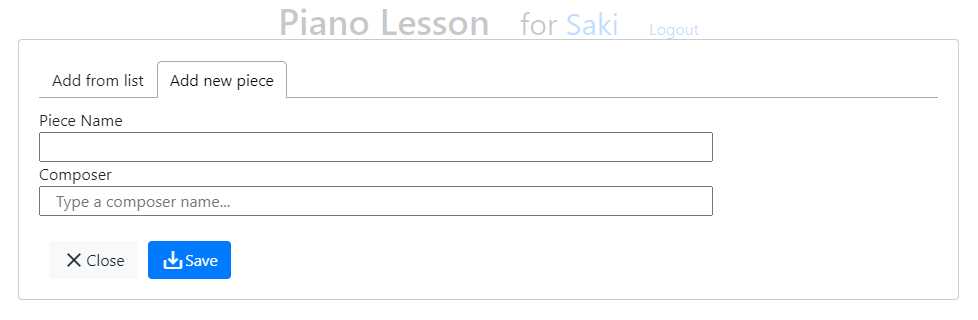 Piano Lesson for Saki Logout
Add from list Add new piece
Piece Name
Composer
Type a composer name...
Close Save